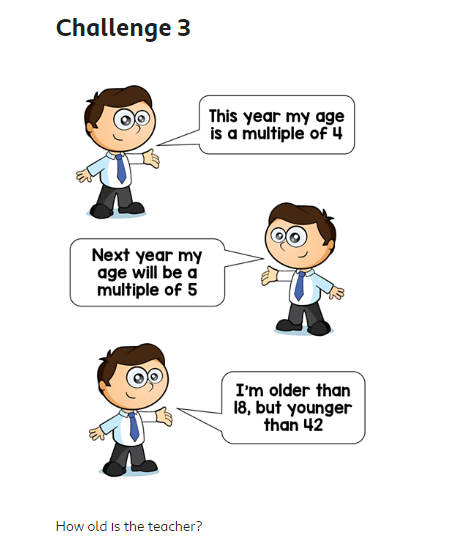 Challenge 3
This year my age
is a multiple of 4
Next year my
age will be a
multiple of 5
I'm older than
18, but younger
than 42
How old is the teacher?